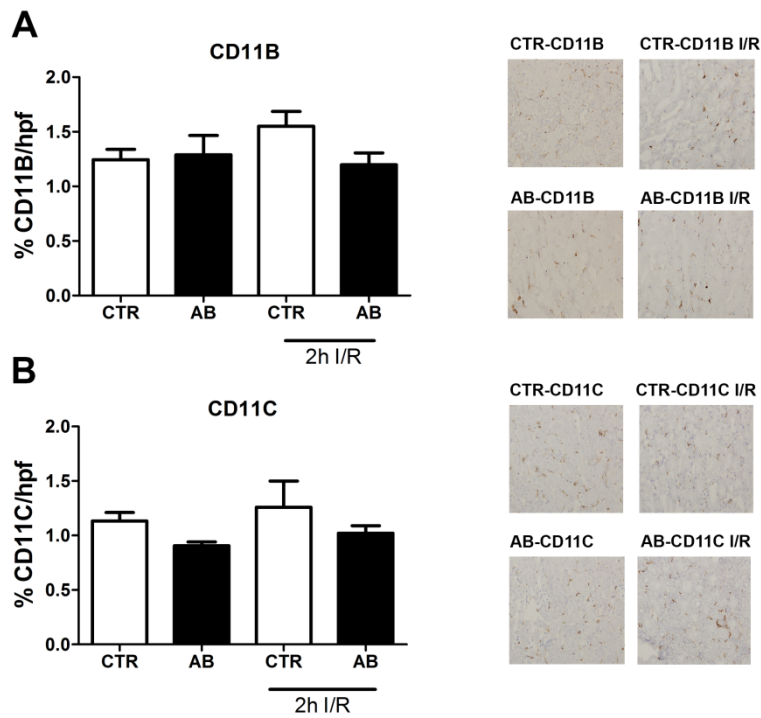 A
CD11B
% CD11B/hpf
2.0
1.5
1.0
0.5
0.0
CTR AB CTR AB
2h I/R
CTR-CD11B CTR-CD11B I/R
AB-CD11B AB-CD11B I/R
B
CD11C
% CD11C/hpf
2.0
1.5
1.0
0.5
0.0
CTR AB CTR AB
2h I/R
CTR-CD11C CTR-CD11C I/R
AB-CD11C AB-CD11C I/R